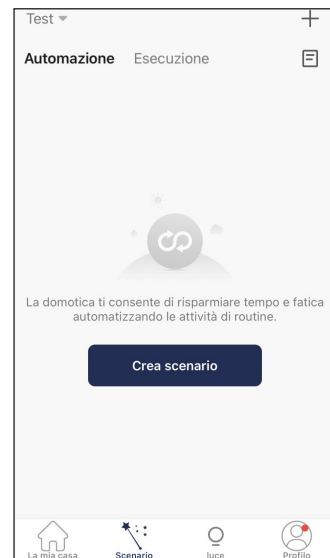 Test
Automazione Esecuzione
La domotica ti consente di risparmiare tempo e fatica
automatizzando le attività di routine.
Crea scenario
La mia casa Scenario luce Profilo